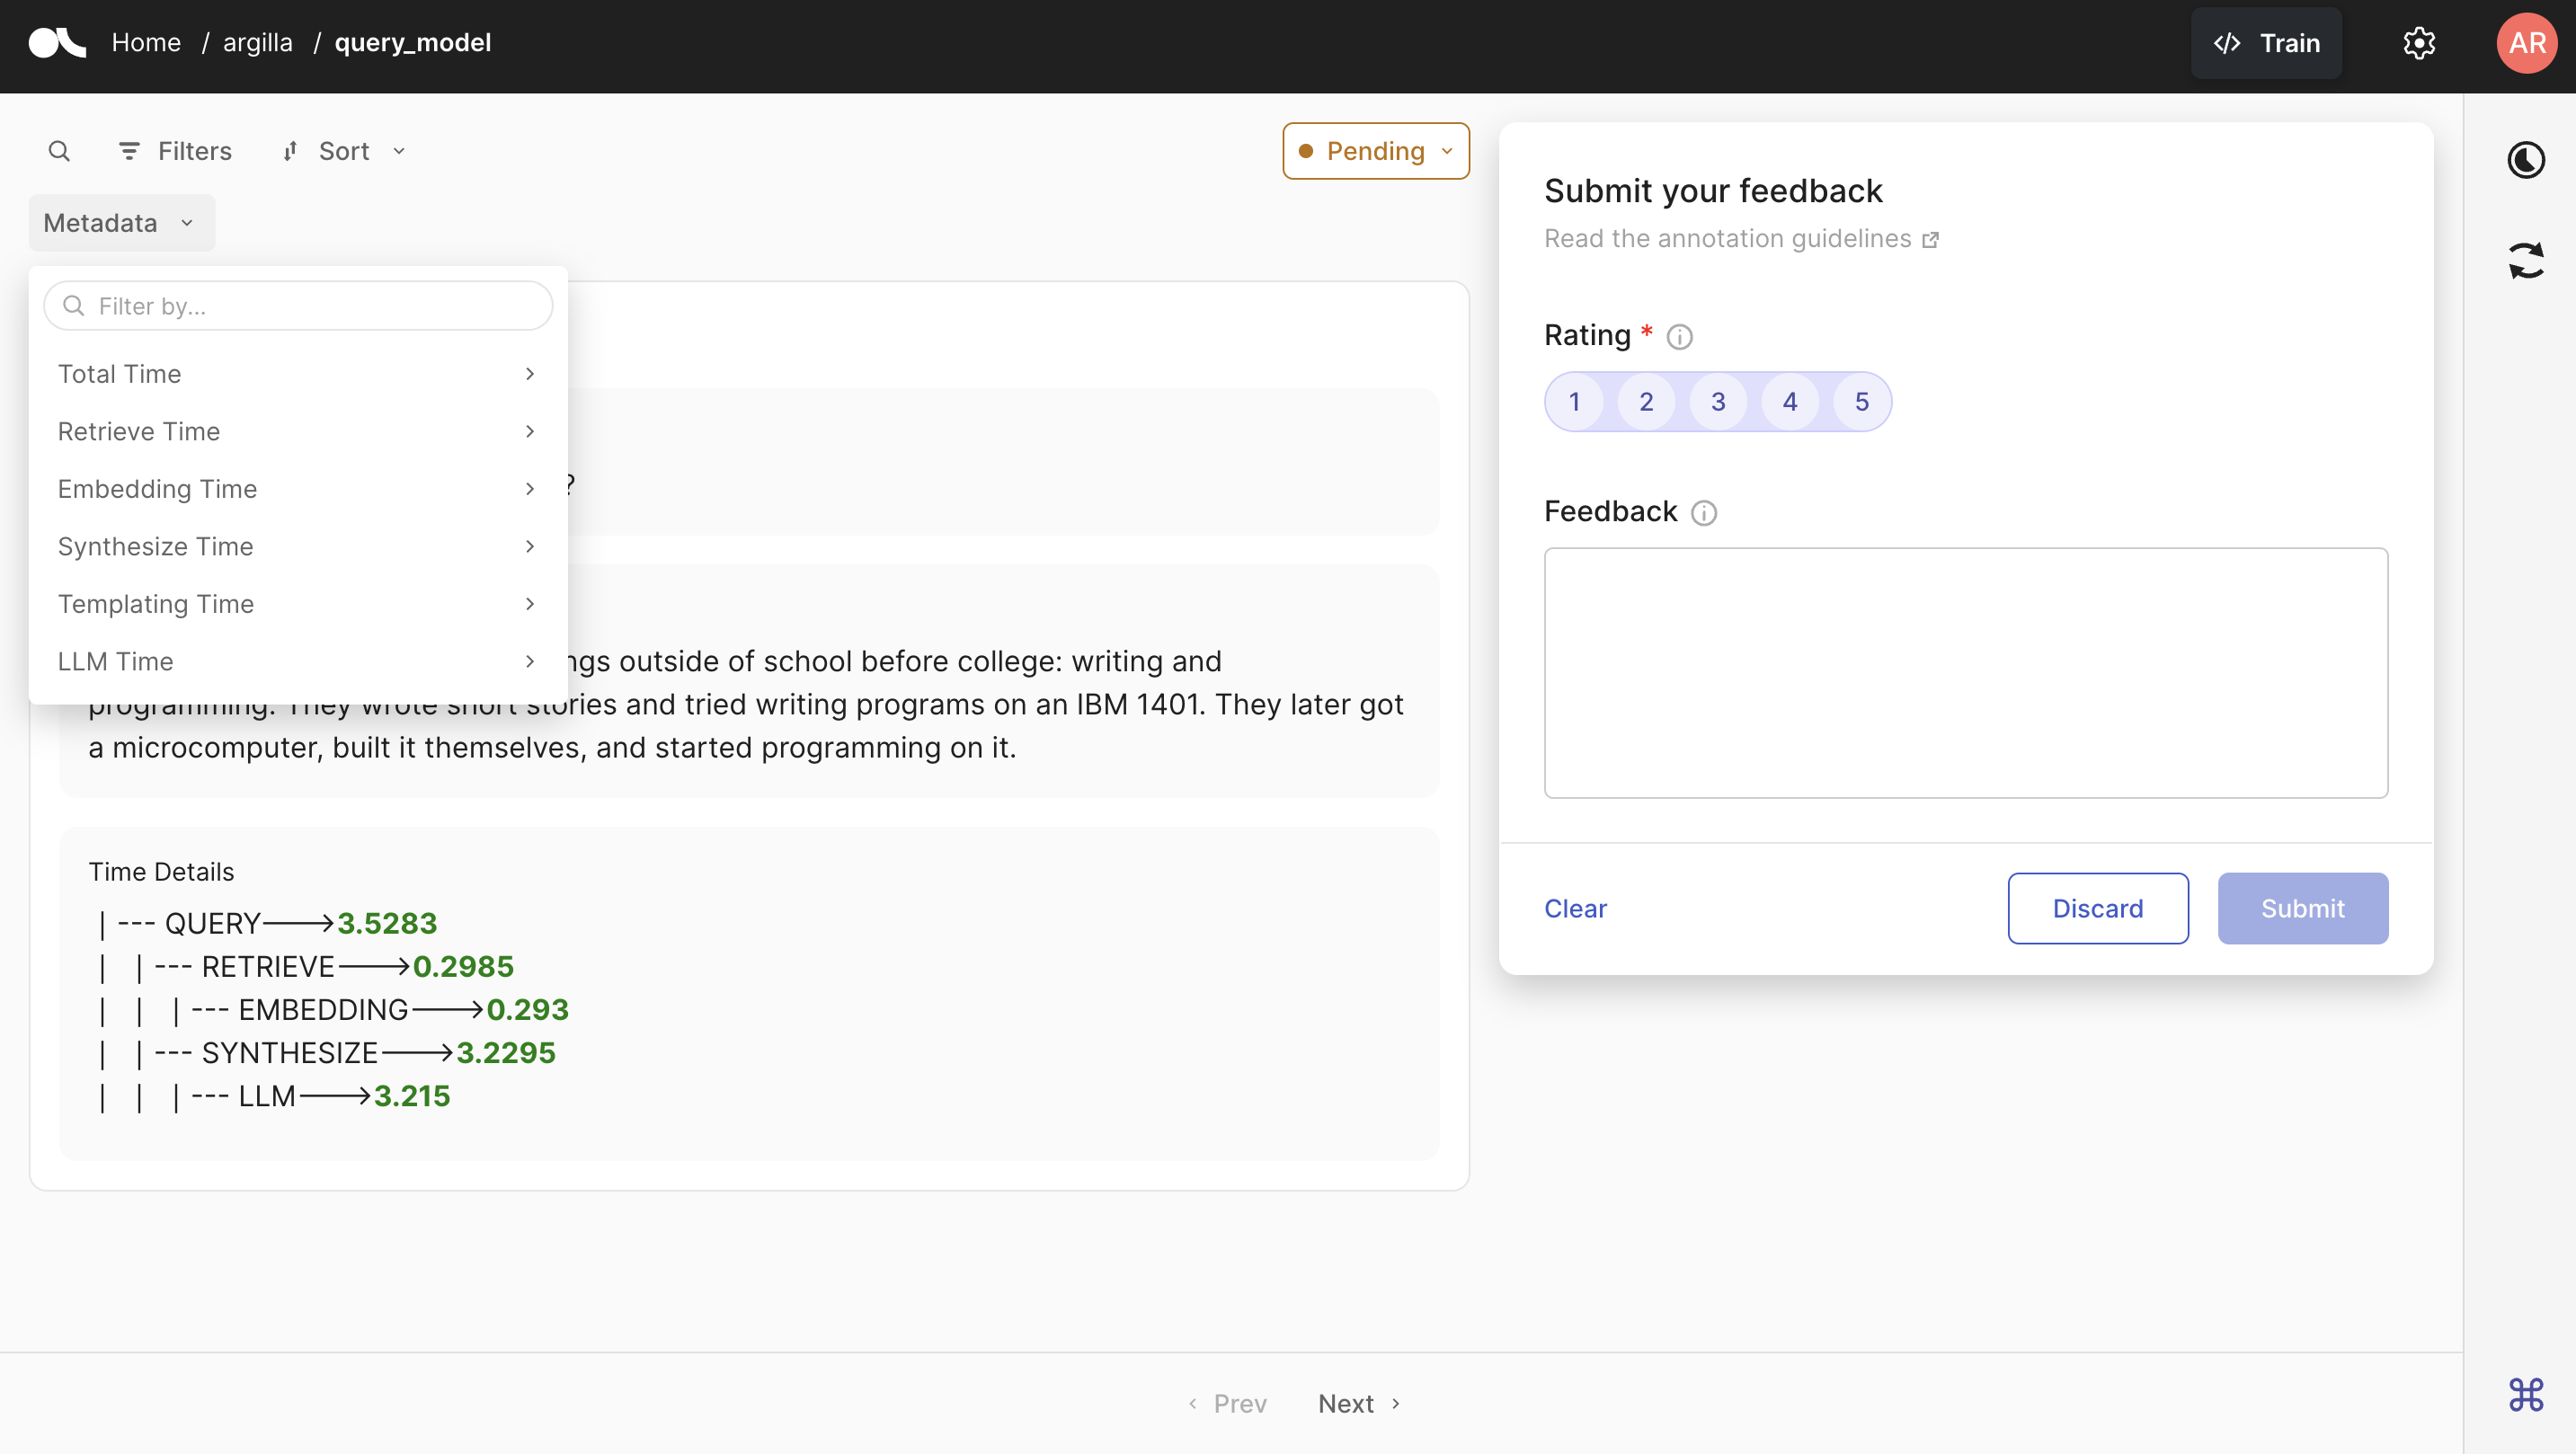 Home / argilla / query_model
</> Train
AR
Filters
Sort
Pending
Metadata
Filter by...
Total Time
Retrieve Time
Embedding Time
Synthesize Time
Templating Time
LLM Time
?
ngs outside of school before college: writing and
programming. They wrote short stories and tried writing programs on an IBM 1401. They later got
a microcomputer, built it themselves, and started programming on it.
Time Details
| --- QUERY ⟶ 3.5283
| | --- RETRIEVE ⟶ 0.2985
| | | --- EMBEDDING ⟶ 0.293
| | --- SYNTHESIZE ⟶ 3.2295
| | | --- LLM ⟶ 3.215
Submit your feedback
Read the annotation guidelines
Rating *
1 2 3 4 5
Feedback
Clear
Discard
Submit
Prev
Next